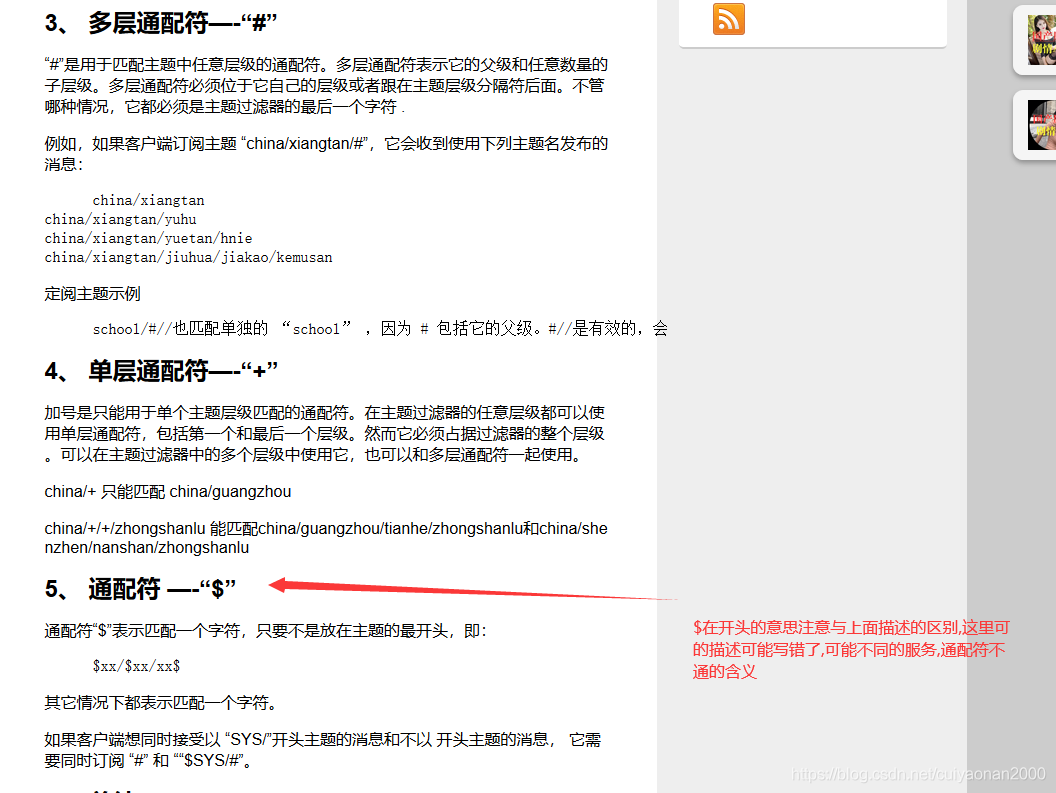 3、 多层通配符—-“#”
“#”是用于匹配主题中任意层级的通配符。多层通配符表示它的父级和任意数量的
子层级。多层通配符必须位于它自己的层级或者跟在主题层级分隔符后面。不管
哪种情况，它都必须是主题过滤器的最后一个字符 .
例如，如果客户端订阅主题 “china/xiangtan/#”，它会收到使用下列主题名发布的
消息：
china/xiangtan
china/xiangtan/yuhu
china/xiangtan/yuetan/hnie
china/xiangtan/jiuhua/jiakao/kemusan
定阅主题示例
school/#//也匹配单独的 “school” ，因为 # 包括它的父级。#//是有效的，会
4、 单层通配符—-“+”
加号是只能用于单个主题层级匹配的通配符。在主题过滤器的任意层级都可以使
用单层通配符，包括第一个和最后一个层级。然而它必须占据过滤器的整个层级
。可以在主题过滤器中的多个层级中使用它，也可以和多层通配符一起使用。
china/+ 只能匹配 china/guangzhou
china/+/+/zhongshanlu 能匹配china/guangzhou/tianhe/zhongshanlu和china/she
nzhen/nanshan/zhongshanlu
5、 通配符 —-“$”
通配符“$”表示匹配一个字符，只要不是放在主题的最开头，即：
$xx/$xx/xx$
其它情况下都表示匹配一个字符。
如果客户端想同时接受以 “SYS/”开头主题的消息和不以 开头主题的消息， 它需
要同时订阅 “#” 和 ““$SYS/#”。
$在开头的意思注意与上面描述的区别,这里可
的描述可能写错了,可能不同的服务,通配符不
通的含义
https://blog.csdn.net/cuiyaonan2000